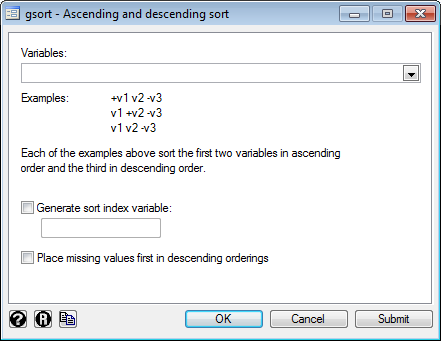 gsort - Ascending and descending sort
Variables:
Examples: +v1 v2 -v3
v1 +v2 -v3
v1 v2 -v3
Each of the examples above sort the first two variables in ascending
order and the third in descending order.
Generate sort index variable:
Place missing values first in descending orderings
? R OK Cancel Submit